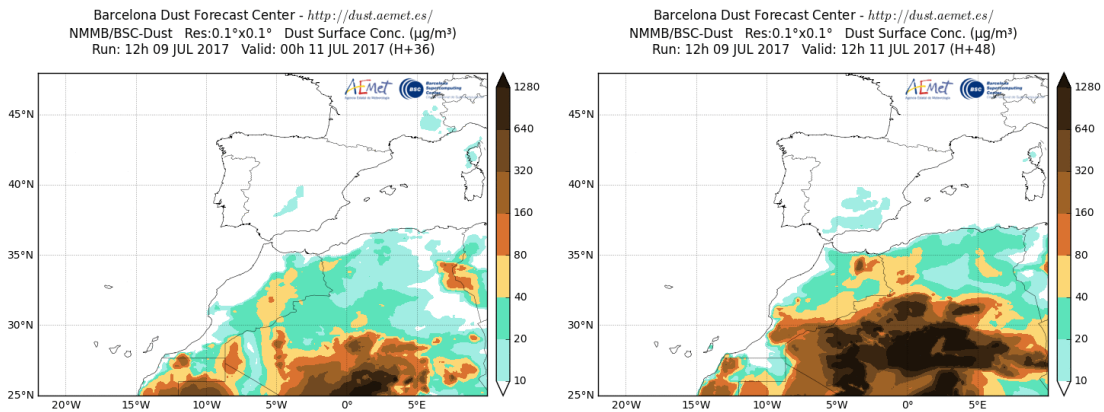 Barcelona Dust Forecast Center - http://dust.aemet.es/
NMMB/BSC-Dust Res:0.1°x0.1° Dust Surface Conc. (µg/m³)
Run: 12h 09 JUL 2017 Valid: 00h 11 JUL 2017 (H+36)
AEMet
BSC
Barcelona
Supercomputing
Center
45°N
40°N
35°N
30°N
25°N
20°W
15°W
10°W
5°W
0°
5°E
1280
640
320
160
80
40
20
10
Barcelona Dust Forecast Center - http://dust.aemet.es/
NMMB/BSC-Dust Res:0.1°x0.1° Dust Surface Conc. (µg/m³)
Run: 12h 09 JUL 2017 Valid: 12h 11 JUL 2017 (H+48)
AEMet
BSC
Barcelona
Supercomputing
Center
45°N
40°N
35°N
30°N
25°N
20°W
15°W
10°W
5°W
0°
5°E
1280
640
320
160
80
40
20
10